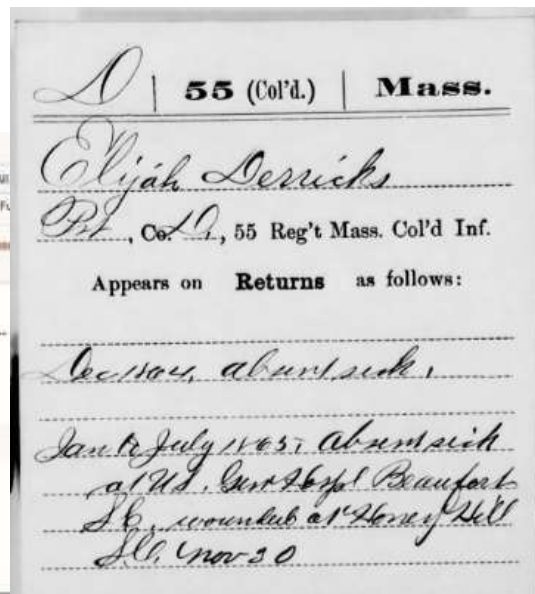 D | 55 (Col'd.) | Mass.
Elijah Derricks
Pvt, Co. D, 55 Reg't Mass. Col'd Inf.
Appears on Returns as follows:
Dec 1864, absent sick.
Jan to July 1865, absent sick
at U.S. Gen Hospl Beaufort
S.C. wounded at Honey Hill
S.C. Nov 30